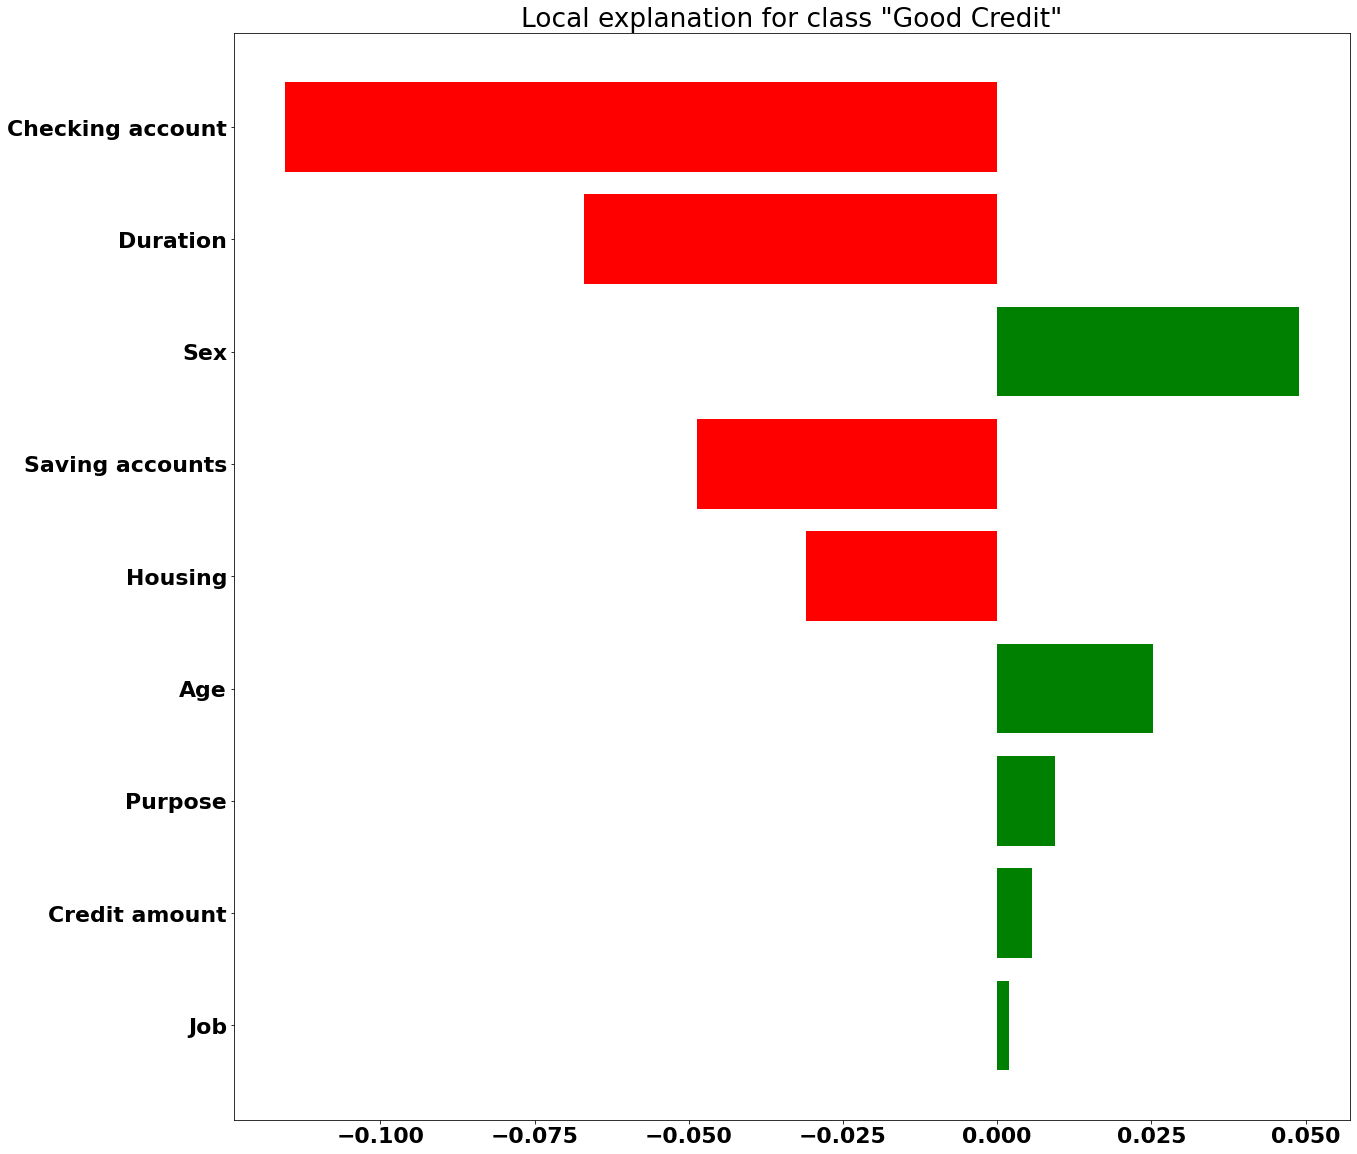 Local explanation for class "Good Credit"
Checking account
Duration
Sex
Saving accounts
Housing
Age
Purpose
Credit amount
Job
−0.100 −0.075 −0.050 −0.025 0.000 0.025 0.050